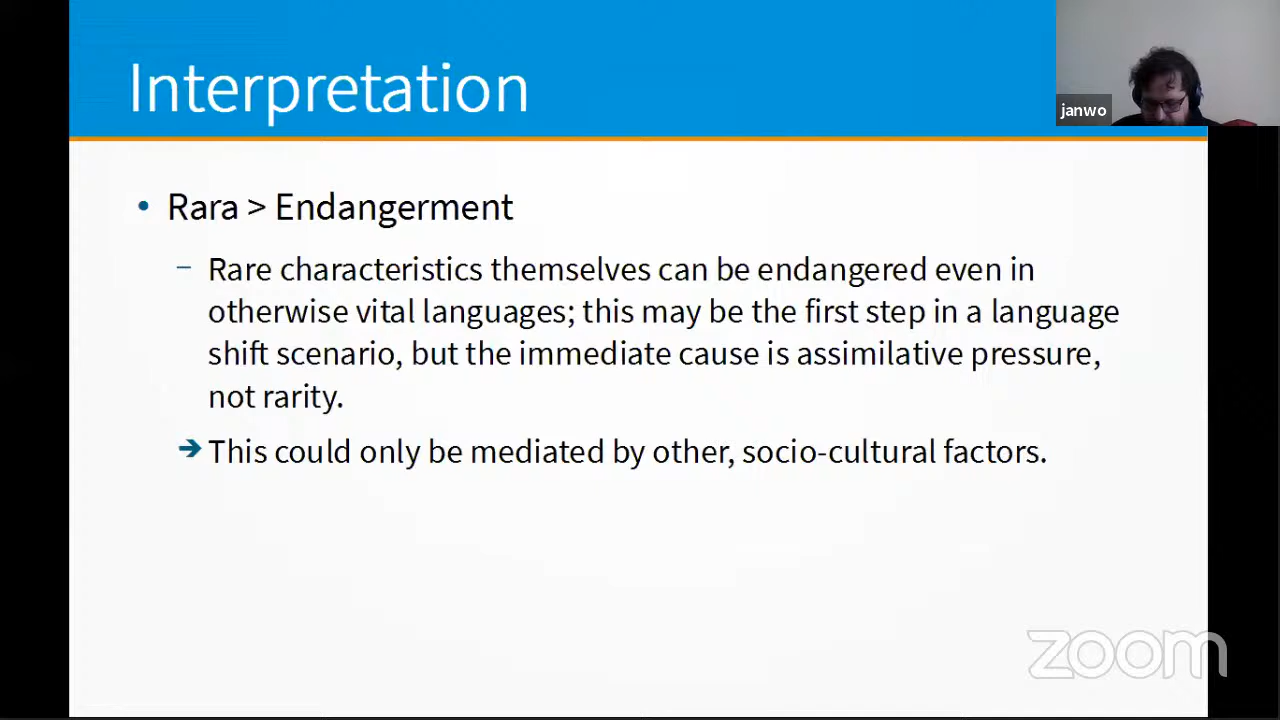 Interpretation
janwo
• Rara > Endangerment
– Rare characteristics themselves can be endangered even in
otherwise vital languages; this may be the first step in a language
shift scenario, but the immediate cause is assimilative pressure,
not rarity.
➔ This could only be mediated by other, socio-cultural factors.
zoom